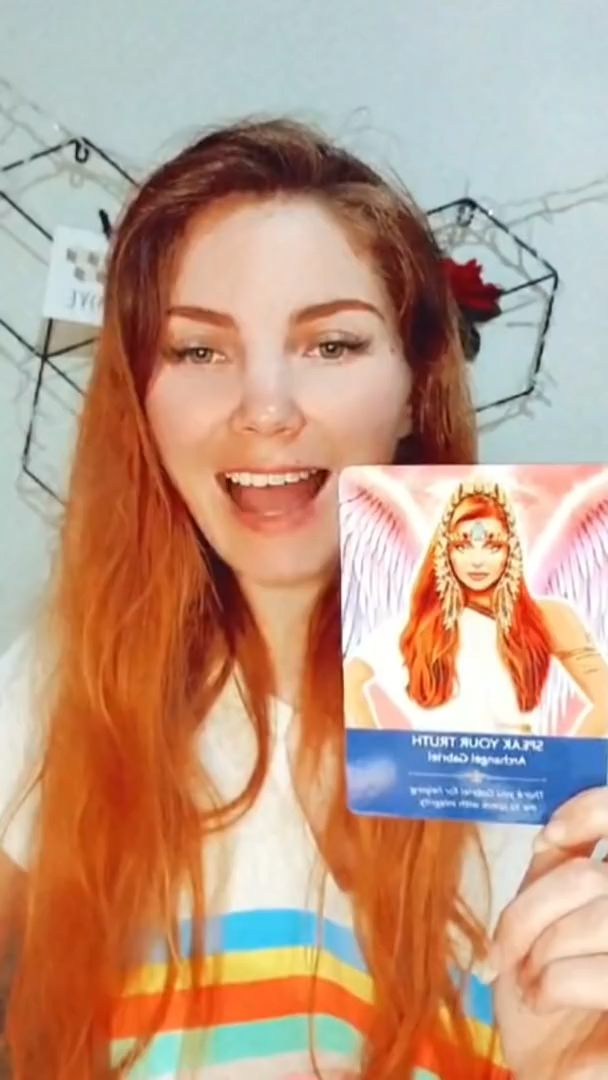 SPEAK YOUR TRUTH
Archangel Gabriel
Thank you Gabriel for helping
me to speak with integrity